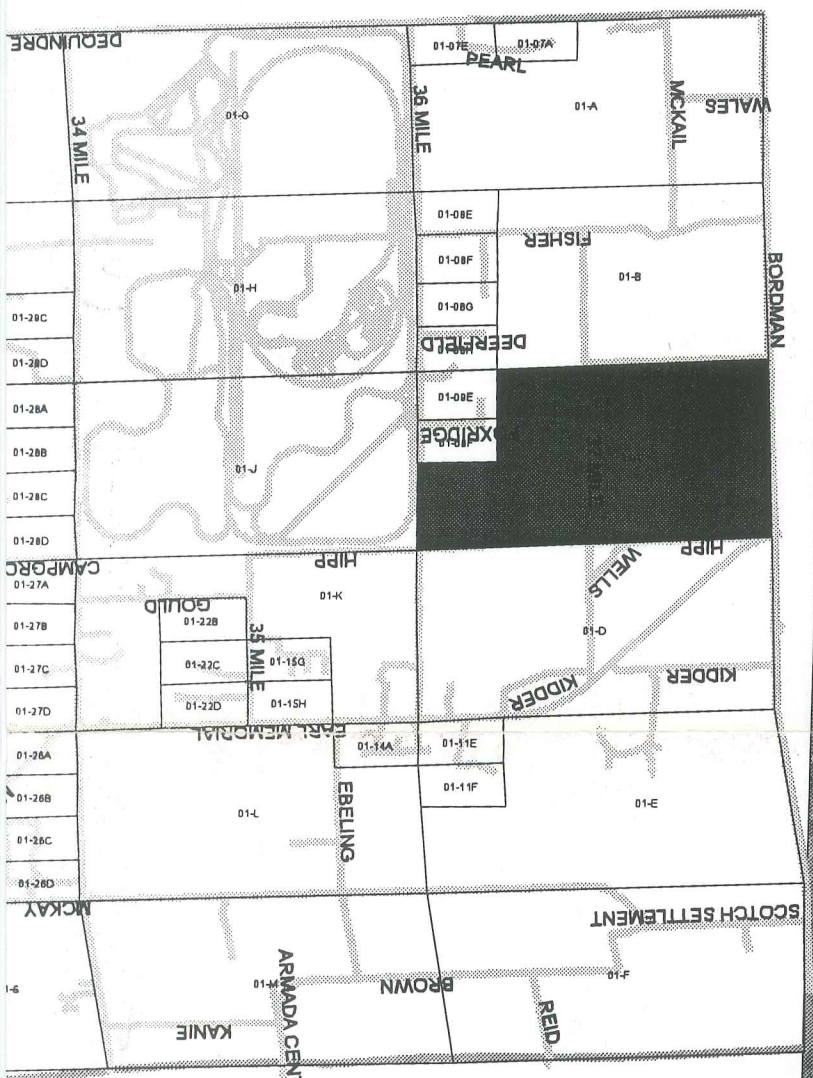 DEQUINDRE
01-07E
01-07A
PEARL
34 MILE
01-G
36 MILE
01-A
MCKAIL
WALES
01-08E
FISHER
01-08F
01-B
BORDMAN
01-H
01-08G
01-29C
DEERFIELD
01-28D
01-09E
01-28A
01-28B
01-J
01-28C
01-28D
HIPP
HIPP
WELLS
01-27A
01-K
GOULD
01-27B
01-22B
01-D
35 MILE
01-27C
01-22C
01-15G
KIDDER
KIDDER
01-27D
01-22D
01-15H
EARL MEMORIAL
01-26A
01-14A
01-11E
01-26B
01-11F
01-E
01-L
EBELING
01-26C
01-26D
MCKAY
SCOTCH SETTLEMENT
01-M
ARMADA CENT
BROWN
01-F
REID
KANIE